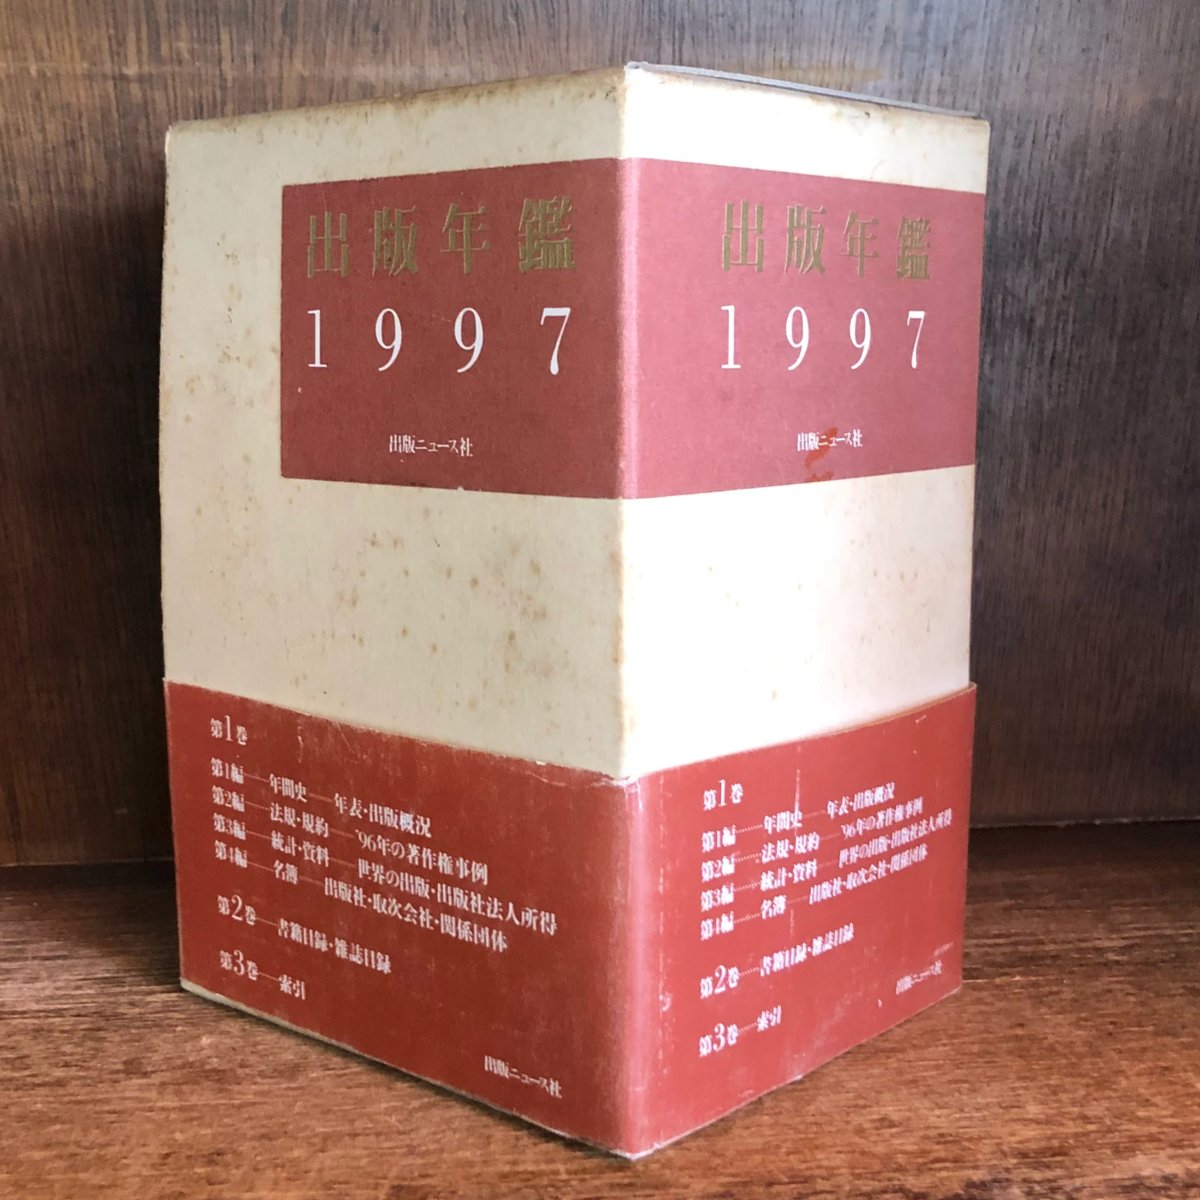 出版年鑑
1997
出版ニュース社
第1巻
第1編──年間史──年表・出版概況
第2編──法規・規約──'96年の著作権事例
第3編──統計・資料──世界の出版・出版社法人所得
第4編──名簿──出版社・取次会社・関係団体
第2巻──書籍目録・雑誌目録
第3巻──索引
出版ニュース社
出版年鑑
1997
出版ニュース社
第1巻
第1編……年間史──年表・出版概況
第2編……法規・規約──'96年の著作権事例
第3編……統計・資料──世界の出版・出版社法人所得
第4編……名簿──出版社・取次会社・関係団体
第2巻……書籍目録・雑誌目録
第3巻……索引
出版ニュース社